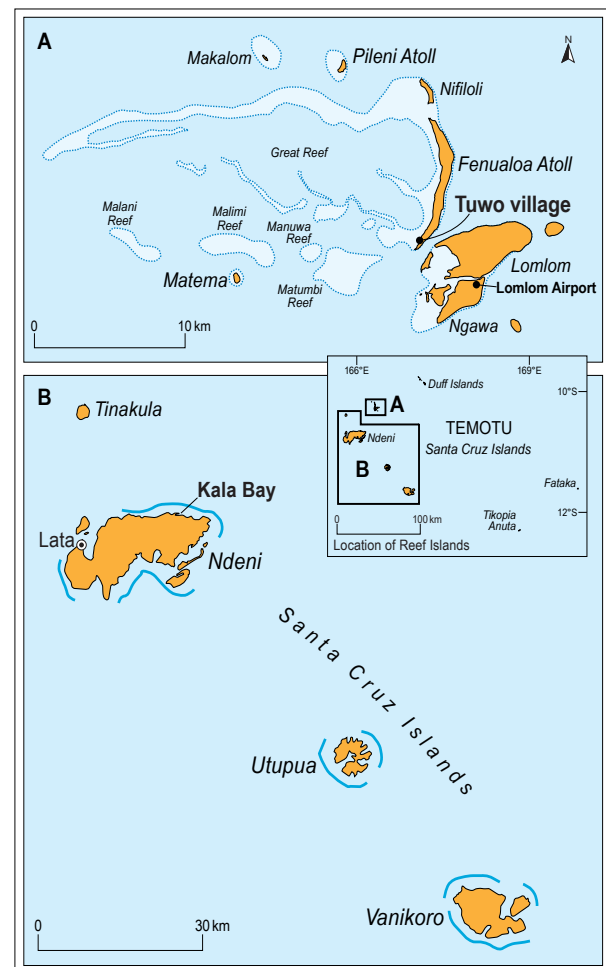 A
N
Makalom
Pileni Atoll
Nifiloli
Great Reef
Fenualoa Atoll
Tuwo village
Malani
Reef
Malimi
Reef
Manuwa
Reef
Matema
Matumbi
Reef
Lomlom
Lomlom Airport
Ngawa
0
10 km
B
Tinakula
Kala Bay
Lata
Ndeni
Santa Cruz Islands
Utupua
Vanikoro
0
30 km
166°E
169°E
Duff Islands
10°S
A
TEMOTU
Ndeni
Santa Cruz Islands
B
Fataka
12°S
Tikopia
Anuta
0
100 km
Location of Reef Islands